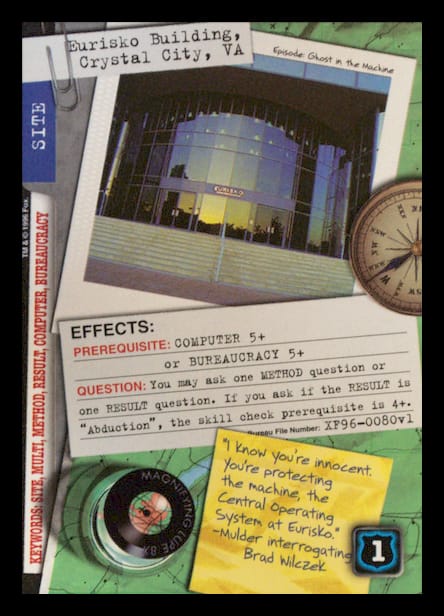 Eurisko Building,
Crystal City, VA
Episode: Ghost in the Machine
SITE
TM & © 1996 Fox.
KEYWORDS: SITE, MULTI, METHOD, RESULT, COMPUTER, BUREAUCRACY
EURISKO
EFFECTS:
PREREQUISITE: COMPUTER 5+
or BUREAUCRACY 5+
QUESTION: You may ask one METHOD question or
one RESULT question. If you ask if the RESULT is
"Abduction", the skill check prerequisite is 4+.
Bureau File Number: XF96-0080v1
MAGNIFYING LUPE 8X
"I know you're innocent.
You're protecting
the machine, the
Central Operating
System at Eurisko."
-Mulder interrogating
Brad Wilczek
1